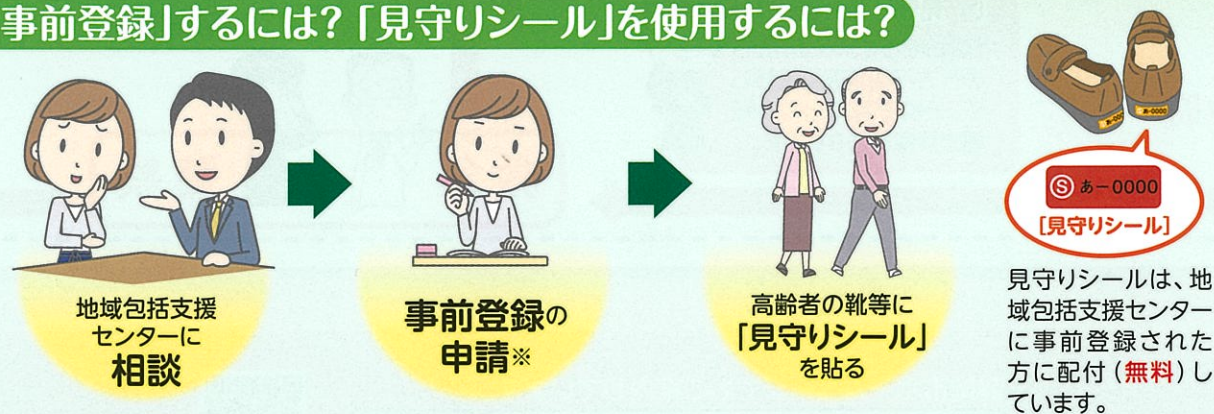 事前登録」するには?「見守りシール」を使用するには?
地域包括支援
センターに
相談
事前登録の
申請※
高齢者の靴等に
「見守りシール」
を貼る
Ⓢ あー0000
[見守りシール]
見守りシールは、地
域包括支援センター
に事前登録された
方に配付(無料)し
ています。